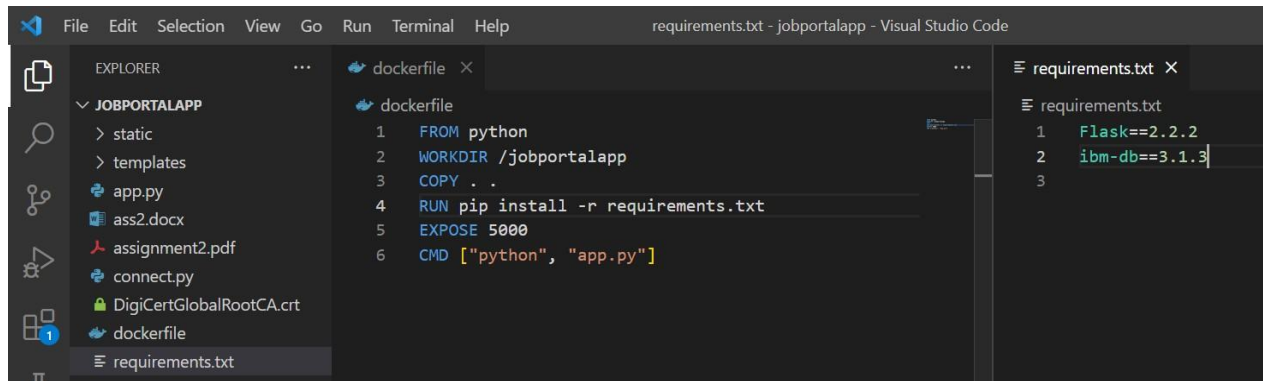 File Edit Selection View Go Run Terminal Help requirements.txt - jobportalapp - Visual Studio Code
EXPLORER ...
JOBPORTALAPP
static
templates
app.py
ass2.docx
assignment2.pdf
connect.py
DigiCertGlobalRootCA.crt
dockerfile
requirements.txt
1
dockerfile
dockerfile
1 FROM python
2 WORKDIR /jobportalapp
3 COPY . .
4 RUN pip install -r requirements.txt
5 EXPOSE 5000
6 CMD ["python", "app.py"]
requirements.txt
requirements.txt
1 Flask==2.2.2
2 ibm-db==3.1.3
3